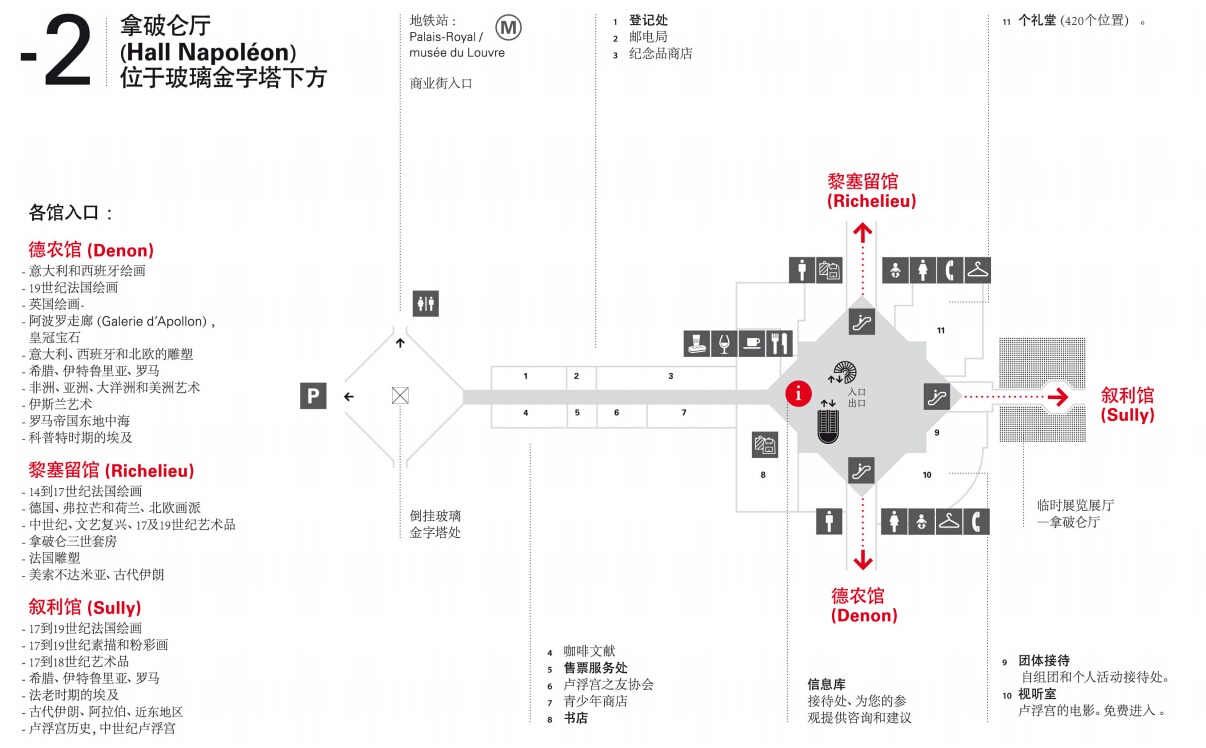 -2
拿破仑厅
(Hall Napoléon)
位于玻璃金字塔下方
地铁站：
Palais-Royal /
musée du Louvre
M
商业街入口
1 登记处
2 邮电局
3 纪念品商店
11 个礼堂 (420个位置) 。
各馆入口：
德农馆 (Denon)
- 意大利和西班牙绘画
- 19世纪法国绘画
- 英国绘画-
- 阿波罗走廊 (Galerie d'Apollon) ,
皇冠宝石
- 意大利、西班牙和北欧的雕塑
- 希腊、伊特鲁里亚、罗马
- 非洲、亚洲、大洋洲和美洲艺术
- 伊斯兰艺术
- 罗马帝国东地中海
- 科普特时期的埃及
黎塞留馆 (Richelieu)
- 14到17世纪法国绘画
- 德国、弗拉芒和荷兰、北欧画派
- 中世纪、文艺复兴、17及19世纪艺术品
- 拿破仑三世套房
- 法国雕塑
- 美索不达米亚、古代伊朗
叙利馆 (Sully)
- 17到19世纪法国绘画
- 17到19世纪素描和粉彩画
- 17到18世纪艺术品
- 希腊、伊特鲁里亚、罗马
- 法老时期的埃及
- 古代伊朗、阿拉伯、近东地区
- 卢浮宫历史, 中世纪卢浮宫
黎塞留馆
(Richelieu)
11
1 2 3
P
i
入口
出口
叙利馆
(Sully)
4 5 6 7
9
8
10
倒挂玻璃
金字塔处
临时展览展厅
—拿破仑厅
德农馆
(Denon)
4 咖啡文献
5 售票服务处
6 卢浮宫之友协会
7 青少年商店
8 书店
信息库
接待处、为您的参
观提供咨询和建议
9 团体接待
自组团和个人活动接待处。
10 视听室
卢浮宫的电影。免费进入 。